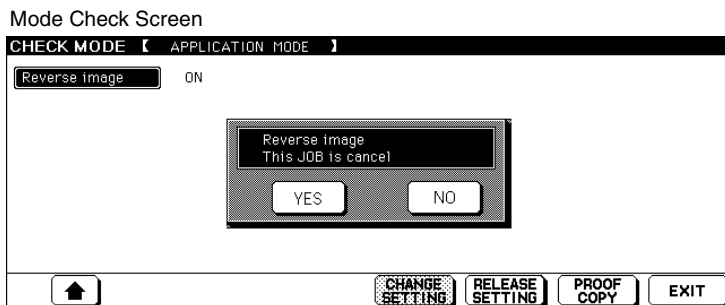 Mode Check Screen
CHECK MODE 【 APPLICATION MODE 】
Reverse image ON
Reverse image
This JOB is cancel
YES NO
CHANGE SETTING RELEASE SETTING PROOF COPY EXIT